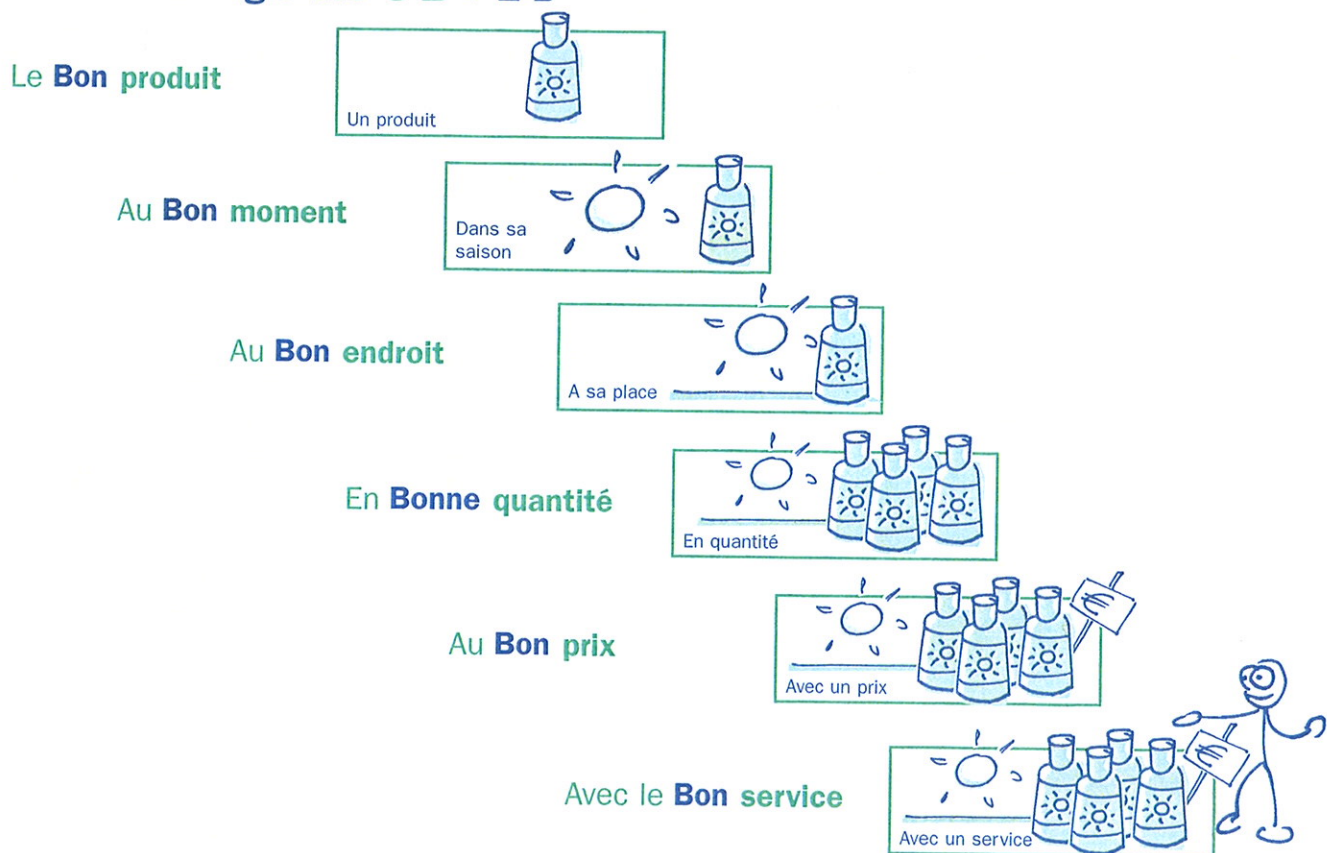 Le Bon produit
Un produit
Au Bon moment
Dans sa
saison
Au Bon endroit
A sa place
En Bonne quantité
En quantité
Au Bon prix
€
Avec un prix
Avec le Bon service
€
Avec un service